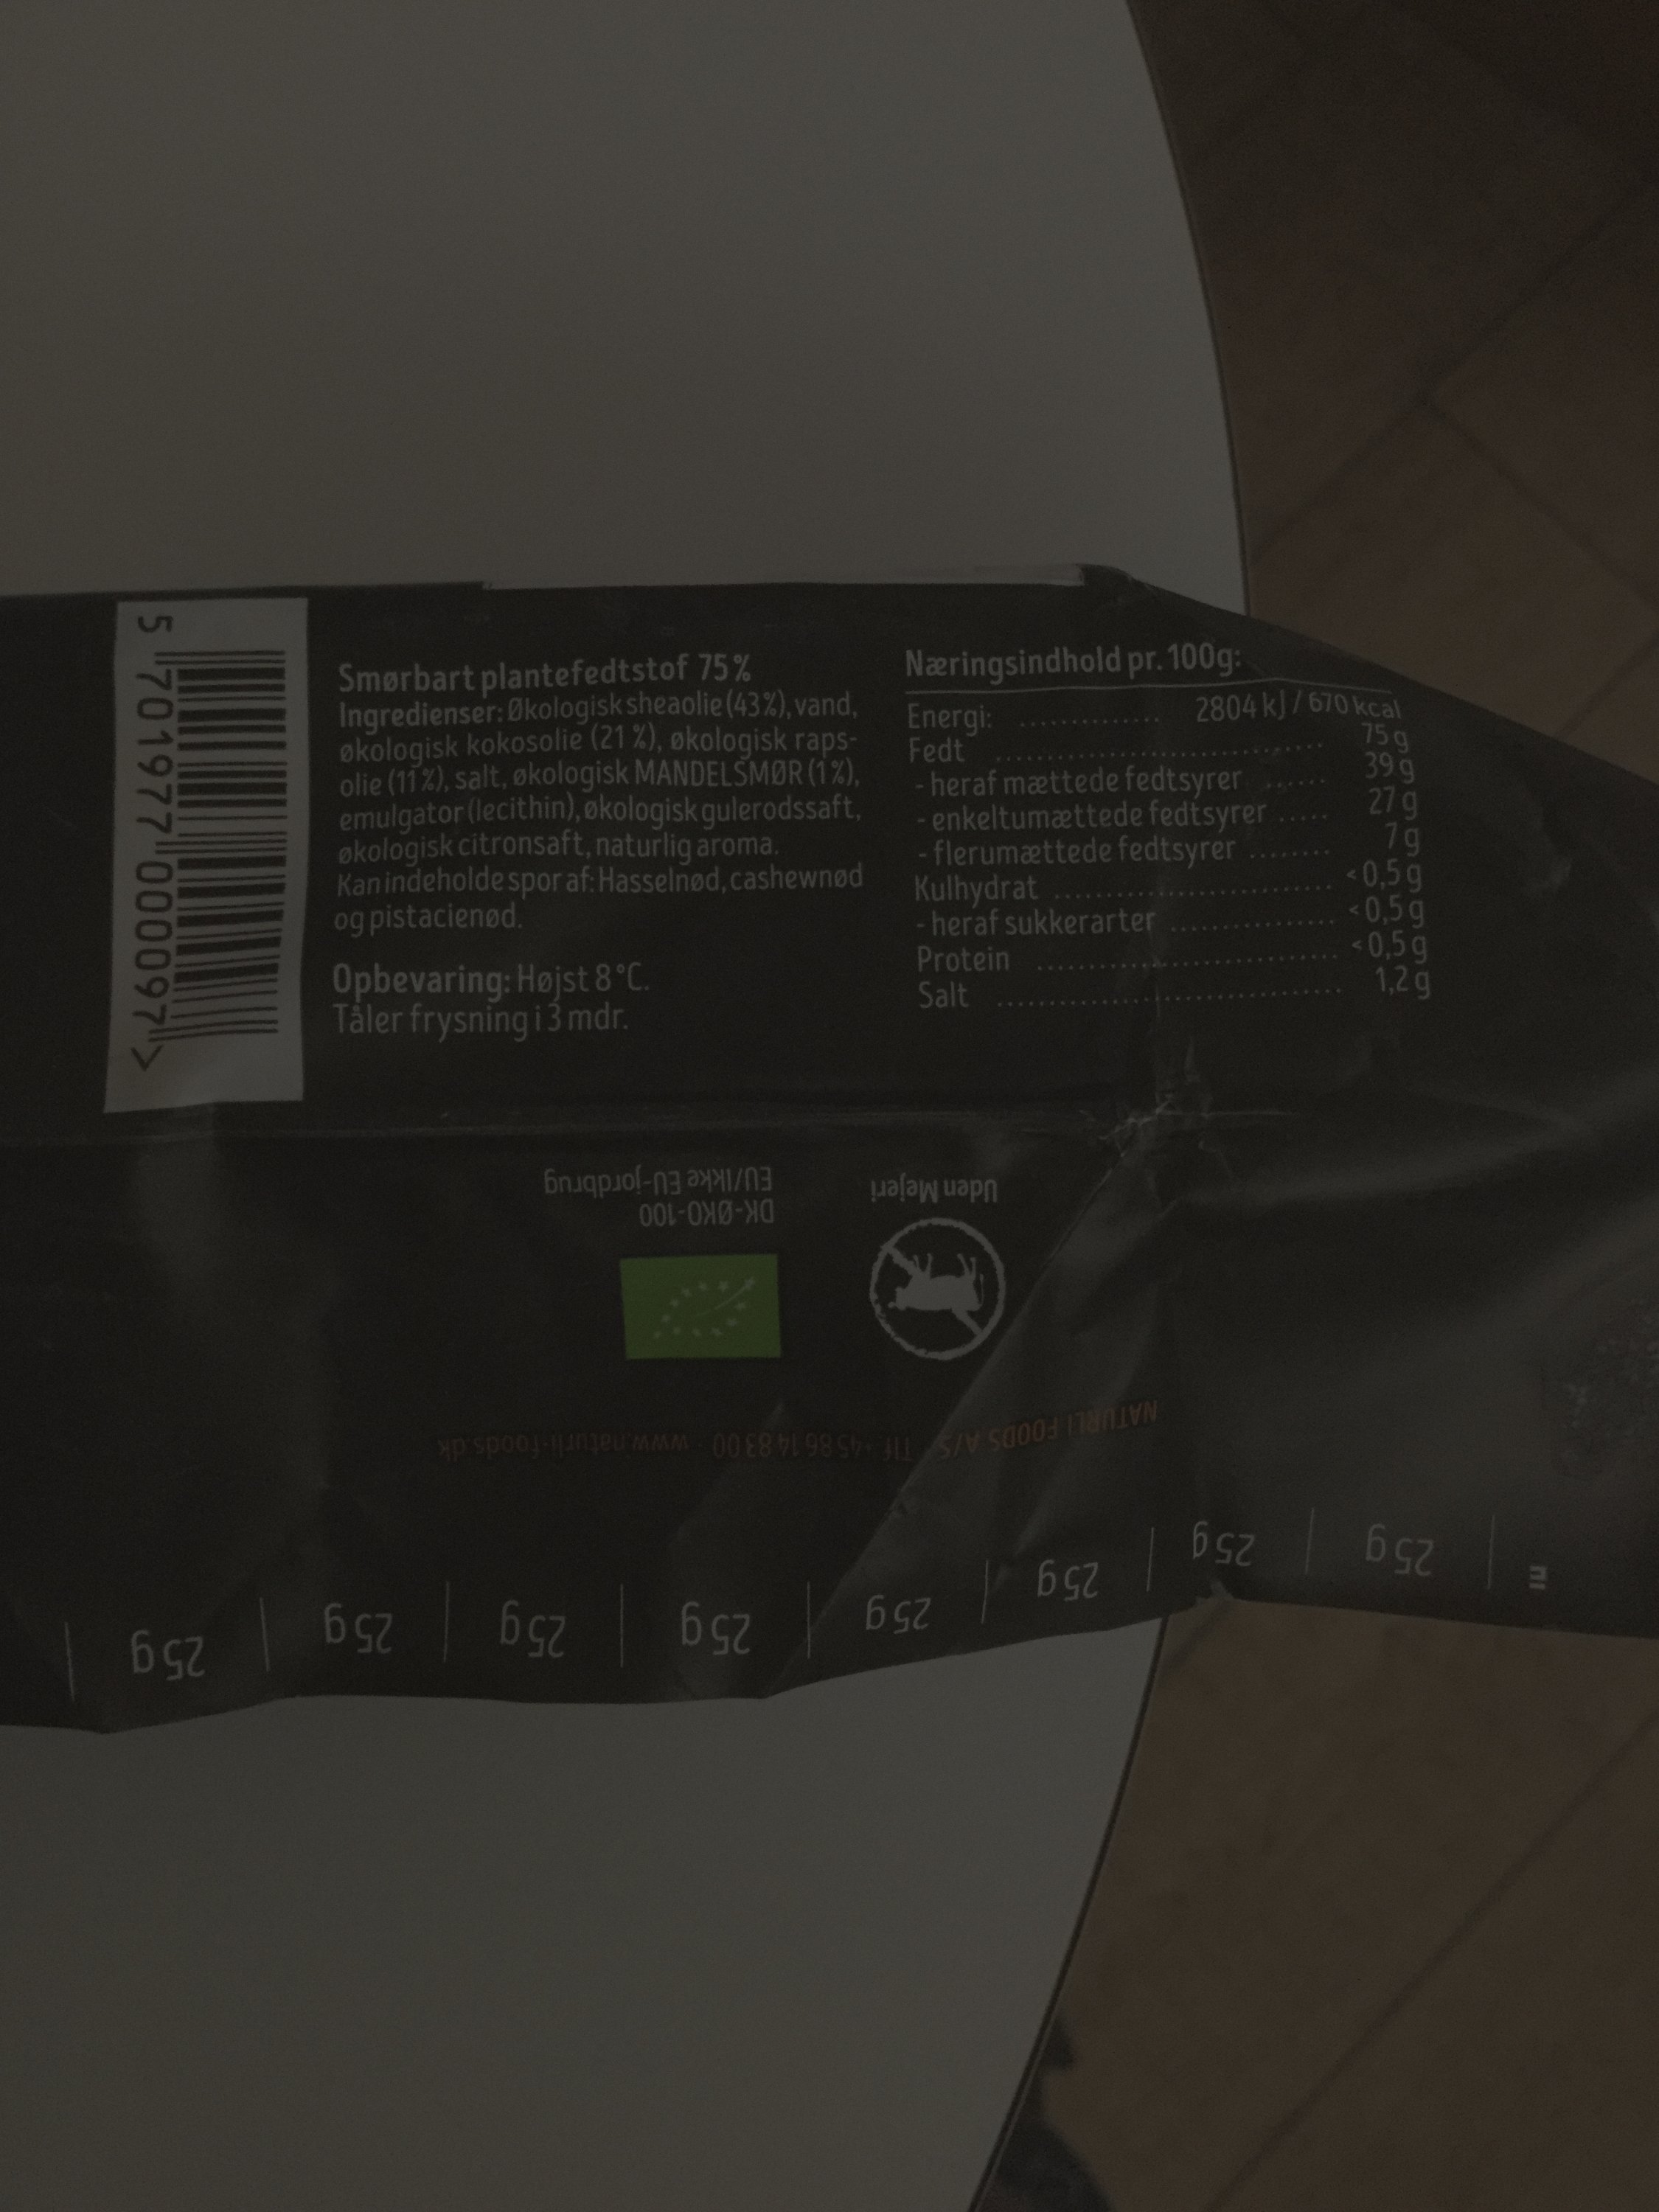 5 701977 000097 >
Smørbart plantefedtstof 75%
Ingredienser: Økologisk sheaolie (43%), vand,
økologisk kokosolie (21 %), økologisk raps-
olie (11%), salt, økologisk MANDELSMØR (1%),
emulgator (lecithin), økologisk gulerodssaft,
økologisk citronsaft, naturlig aroma.
Kan indeholde spor af: Hasselnød, cashewnød
og pistacienød.
Opbevaring: Højst 8°C.
Tåler frysning i 3 mdr.
Næringsindhold pr. 100g:
Energi: .............. 2804 kJ / 670 kcal
Fedt .............. 75 g
- heraf mættede fedtsyrer ...... 39 g
- enkeltumættede fedtsyrer ..... 27 g
- flerumættede fedtsyrer ........ 7 g
Kulhydrat .............. <0,5 g
- heraf sukkerarter .............. <0,5 g
Protein .............. <0,5 g
Salt .............. 1,2 g
Uden Mejeri
DK-ØKO-100
EU/Ikke EU-jordbrug
NATURLI FOODS A/S · Tlf. +45 86 14 83 00 · www.naturli-foods.dk
e
25 g
25 g
25 g
25 g
25 g
25 g
25 g
25 g